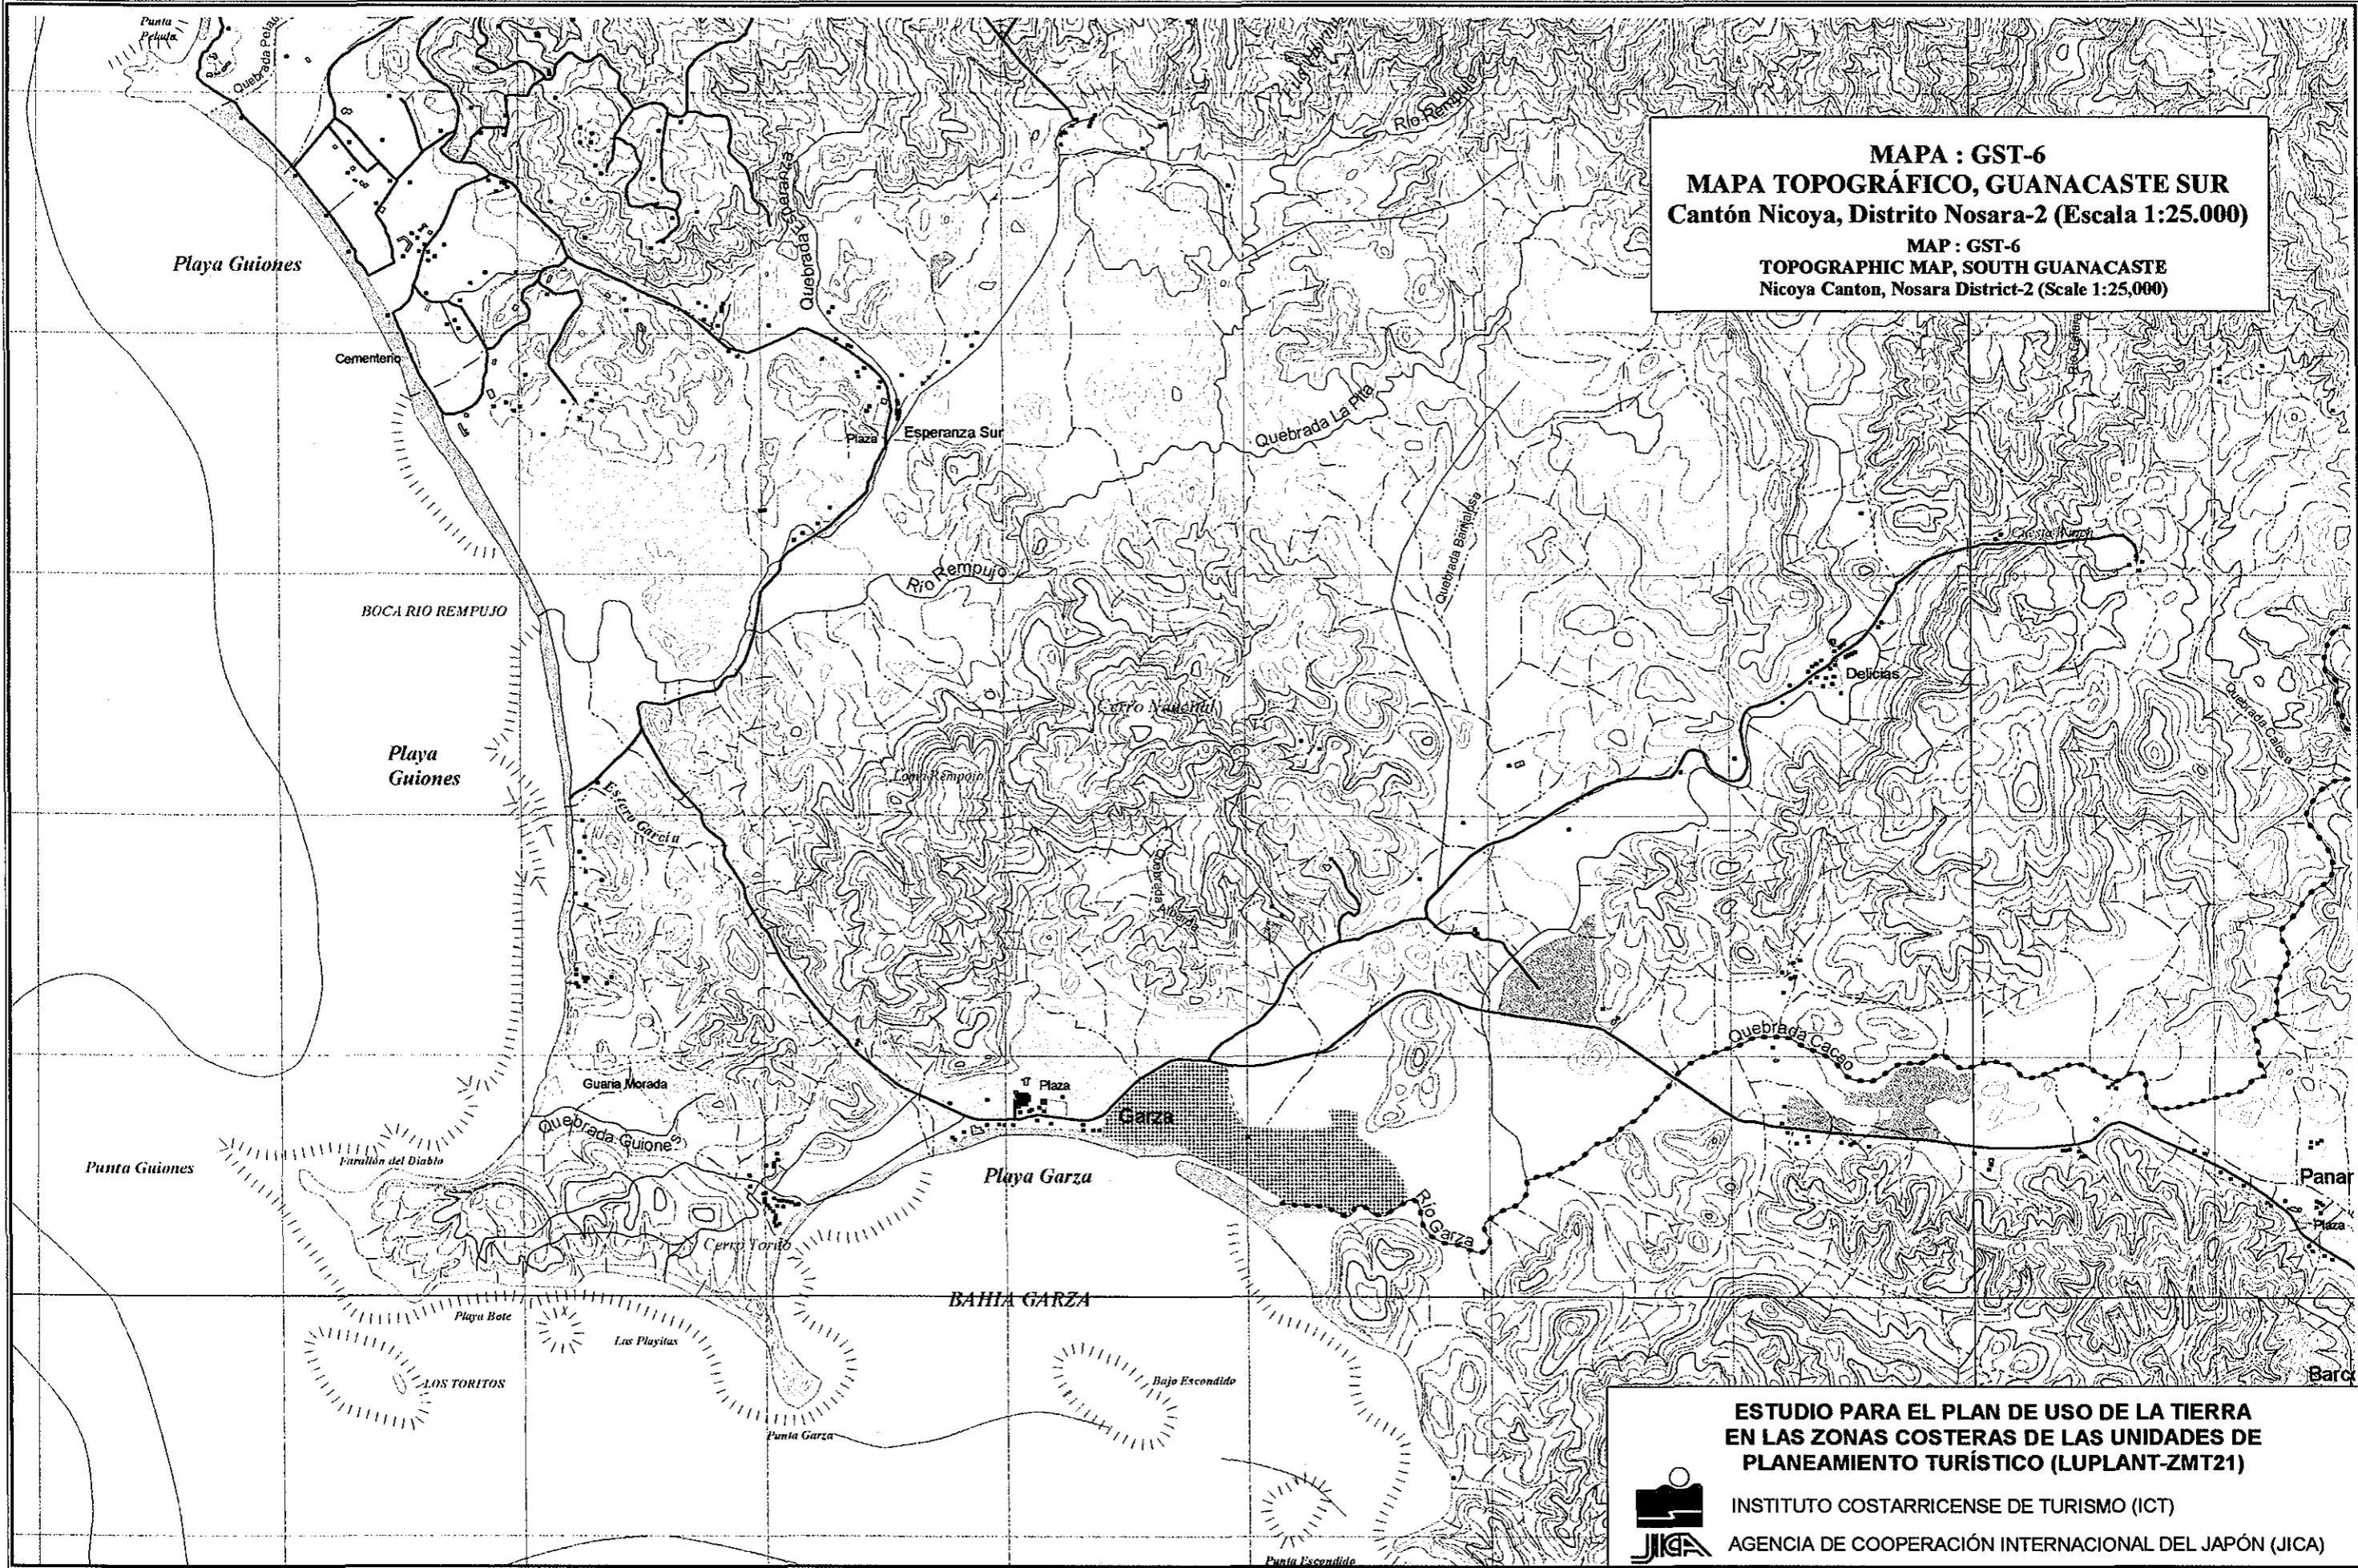 Punta
Pelada
Quebrada Pelada
Río Rempujo
MAPA : GST-6
MAPA TOPOGRÁFICO, GUANACASTE SUR
Cantón Nicoya, Distrito Nosara-2 (Escala 1:25.000)
MAP : GST-6
TOPOGRAPHIC MAP, SOUTH GUANACASTE
Nicoya Canton, Nosara District-2 (Scale 1:25,000)
Quebrada Esperanza
Playa Guiones
Cementerio
Plaza
Esperanza Sur
Quebrada La Pita
Quebrada Barrialosa
Río Rempujo
BOCA RIO REMPUJO
Delicias
Cerro Nacional
Loma Rempujo
Playa
Guiones
Estero García
Quebrada
Quebrada Cacao
Guaria Morada
Plaza
Garza
Quebrada Guiones
Farallón del Diablo
Punta Guiones
Playa Garza
Río Garza
Panar
Plaza
Cerro Torito
BAHIA GARZA
Playa Bote
Las Playitas
LOS TORITOS
Bajo Escondido
Punta Garza
Barco
Punta Escondido
ESTUDIO PARA EL PLAN DE USO DE LA TIERRA
EN LAS ZONAS COSTERAS DE LAS UNIDADES DE
PLANEAMIENTO TURÍSTICO (LUPLANT-ZMT21)
INSTITUTO COSTARRICENSE DE TURISMO (ICT)
JICA
AGENCIA DE COOPERACIÓN INTERNACIONAL DEL JAPÓN (JICA)